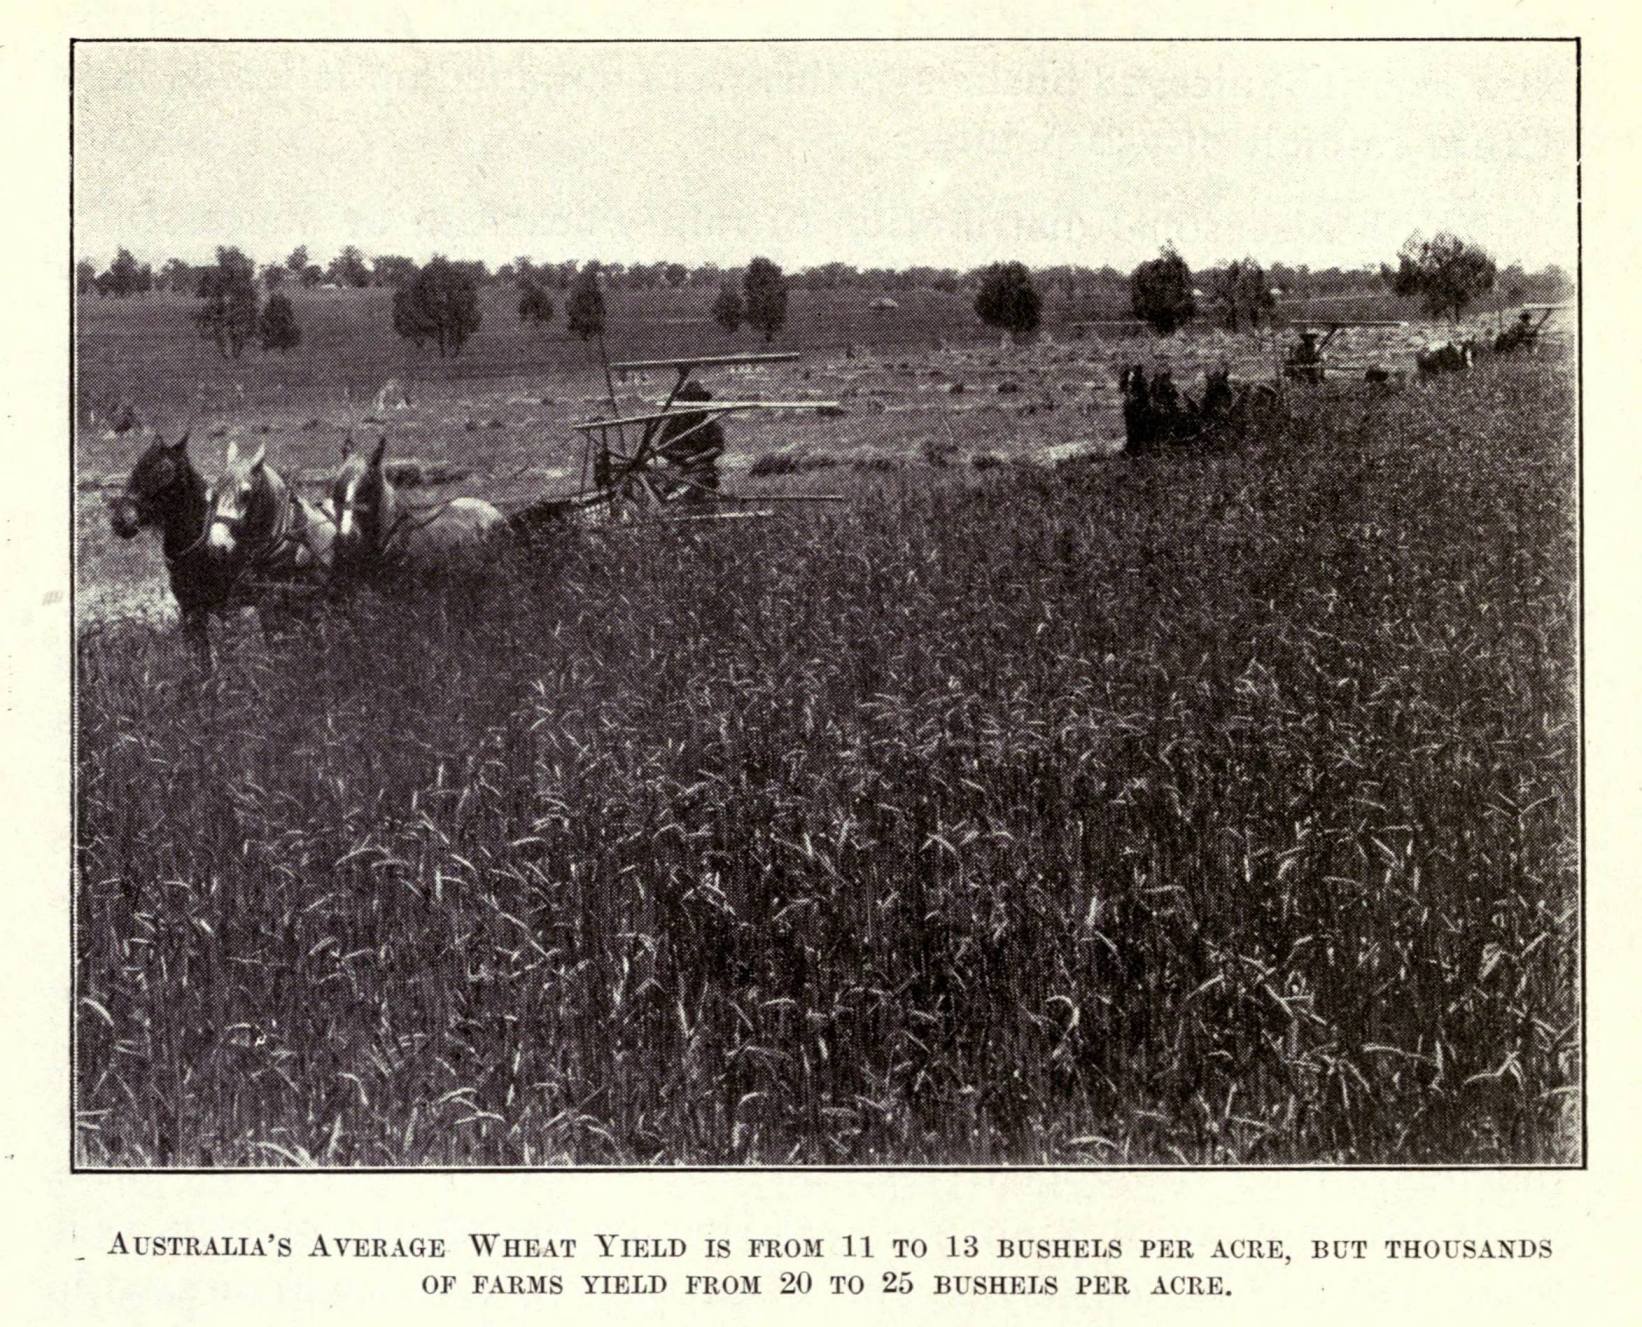 AUSTRALIA'S AVERAGE WHEAT YIELD IS FROM 11 TO 13 BUSHELS PER ACRE, BUT THOUSANDS
OF FARMS YIELD FROM 20 TO 25 BUSHELS PER ACRE.